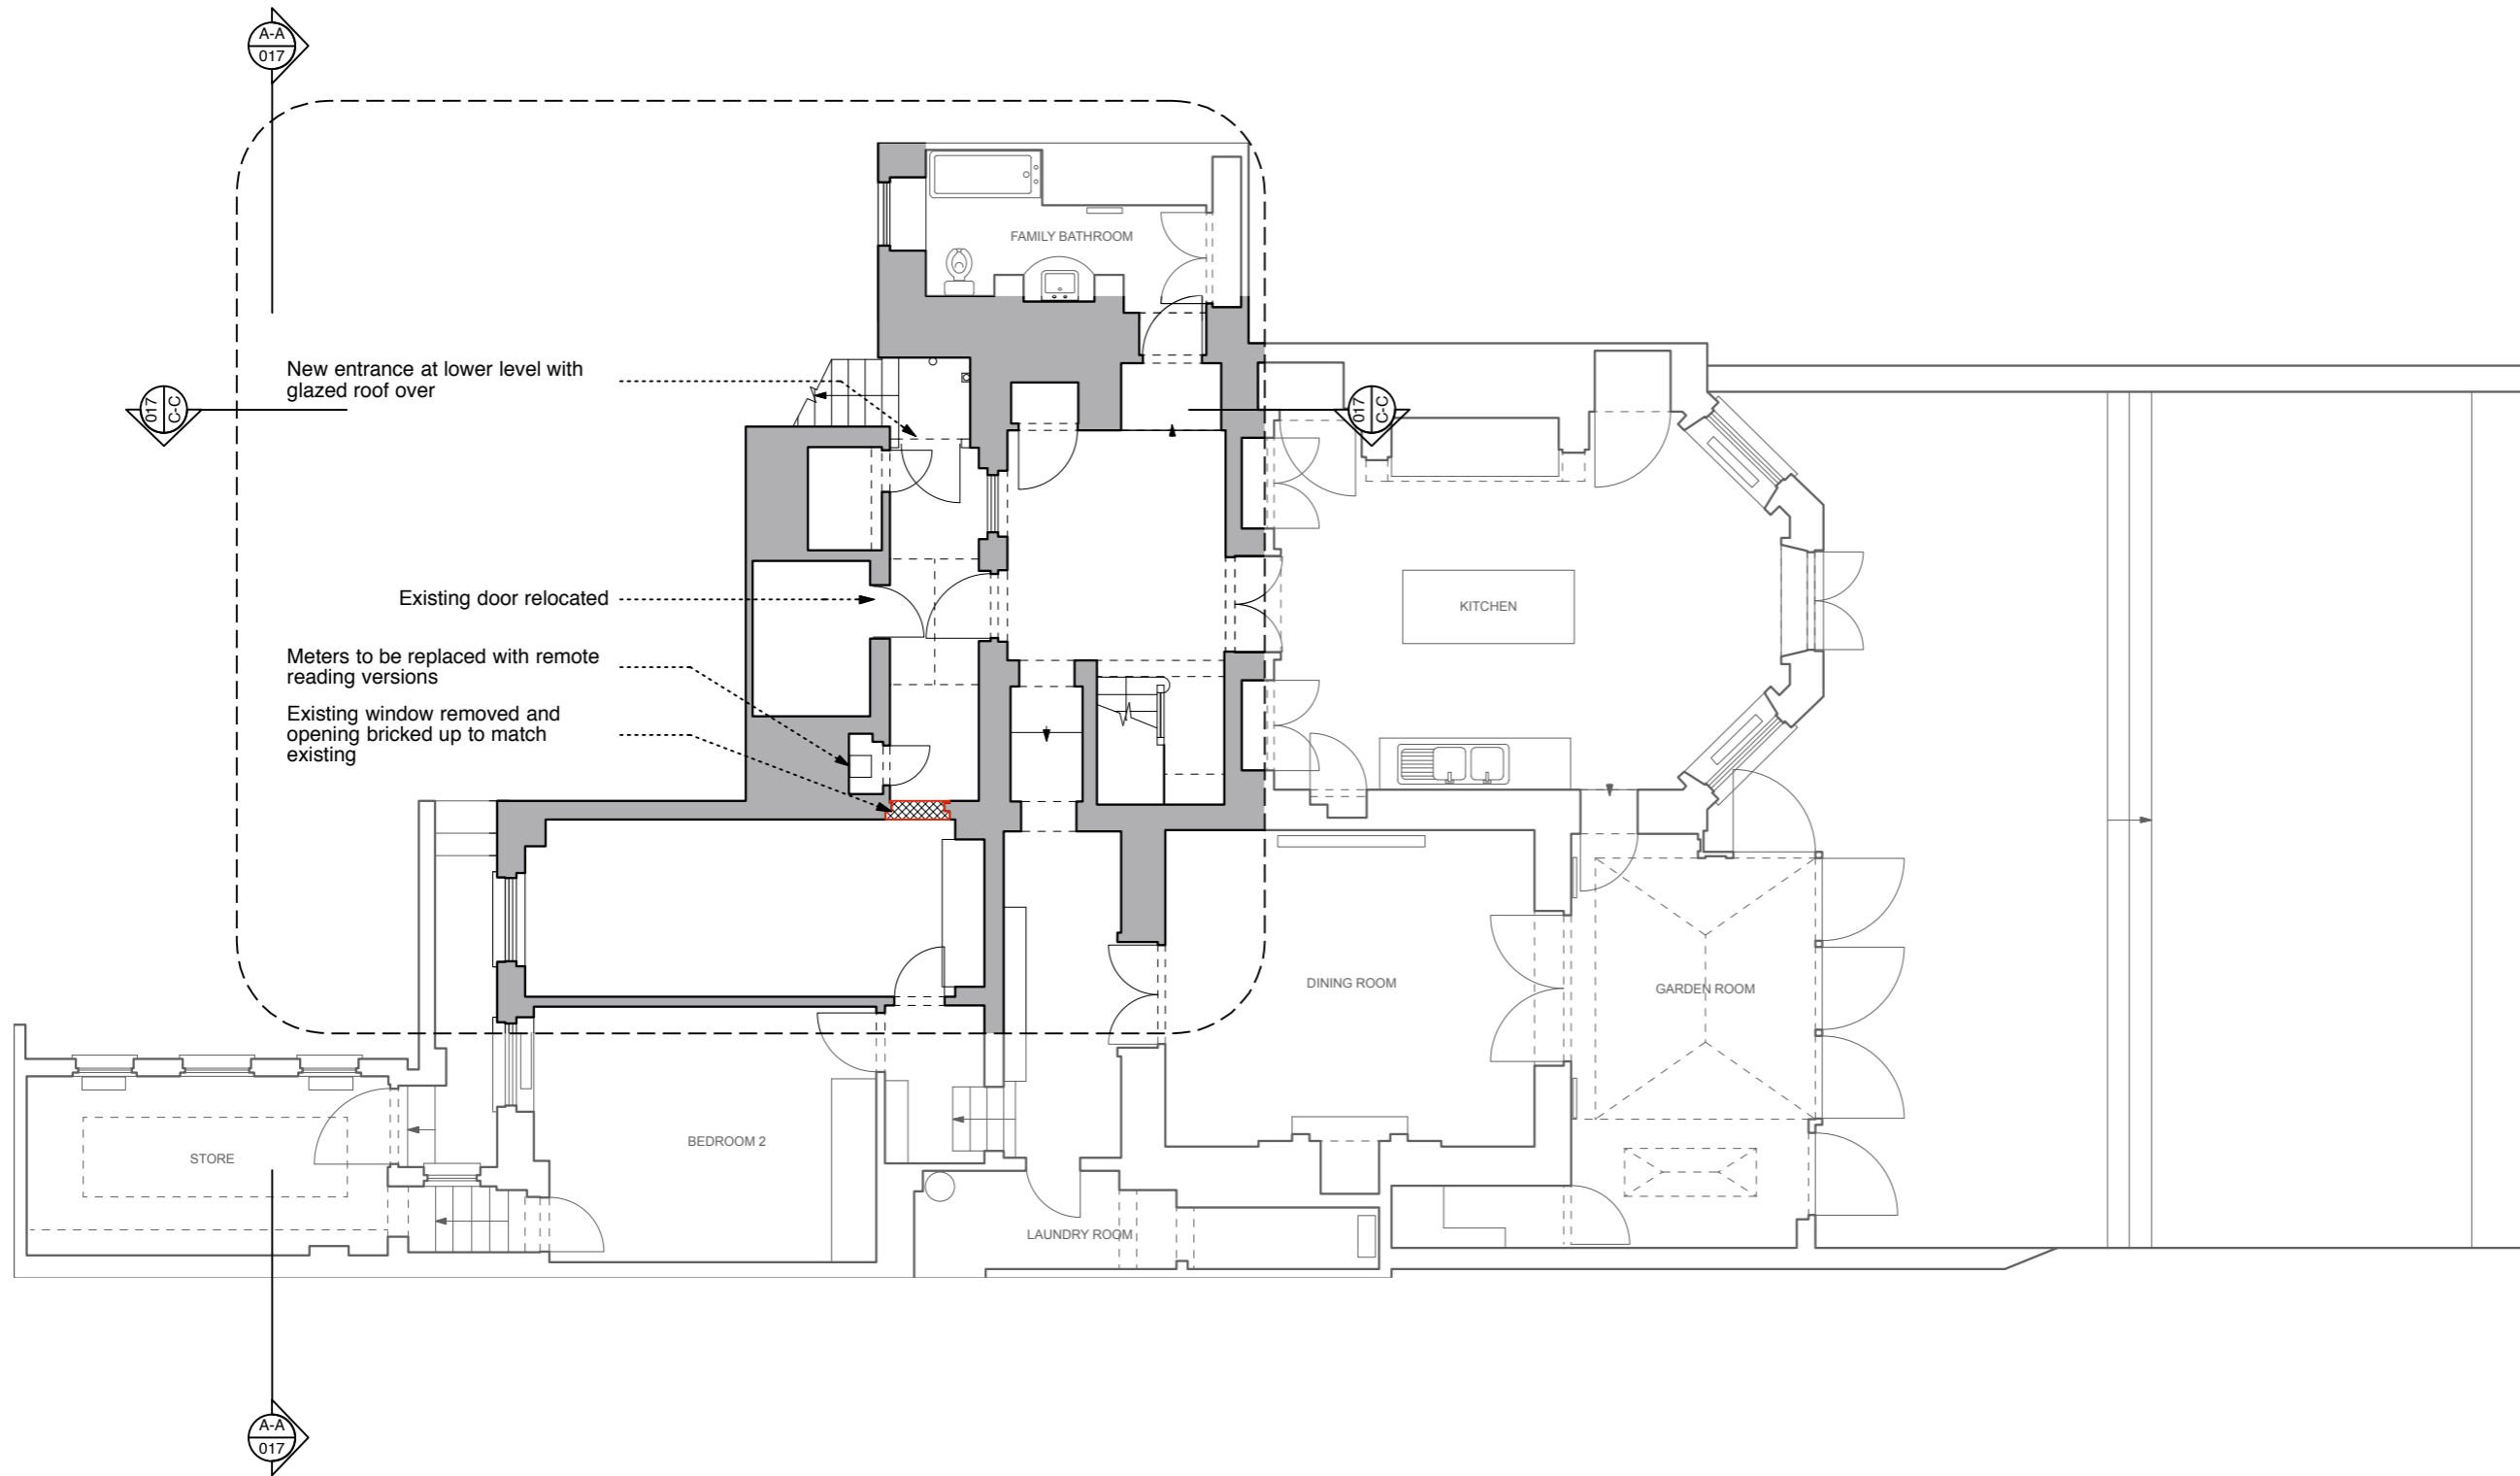 A-A
017
FAMILY BATHROOM
New entrance at lower level with
glazed roof over
017
C-C
017
C-C
Existing door relocated
KITCHEN
Meters to be replaced with remote
reading versions
Existing window removed and
opening bricked up to match
existing
DINING ROOM
GARDEN ROOM
BEDROOM 2
STORE
LAUNDRY ROOM
A-A
017